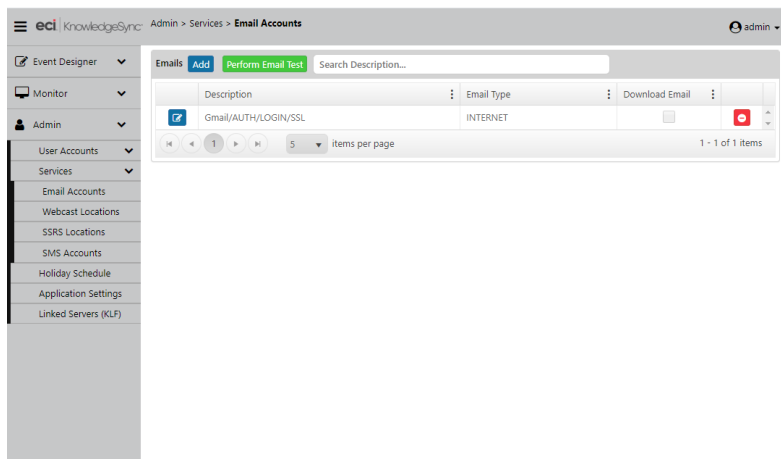 eci KnowledgeSync
Admin > Services > Email Accounts
admin
Event Designer
Monitor
Admin
User Accounts
Services
Email Accounts
Webcast Locations
SSRS Locations
SMS Accounts
Holiday Schedule
Application Settings
Linked Servers (KLF)
Emails Add Perform Email Test Search Description...
Description Email Type Download Email
Gmail/AUTH/LOGIN/SSL INTERNET
1 5 items per page 1 - 1 of 1 items